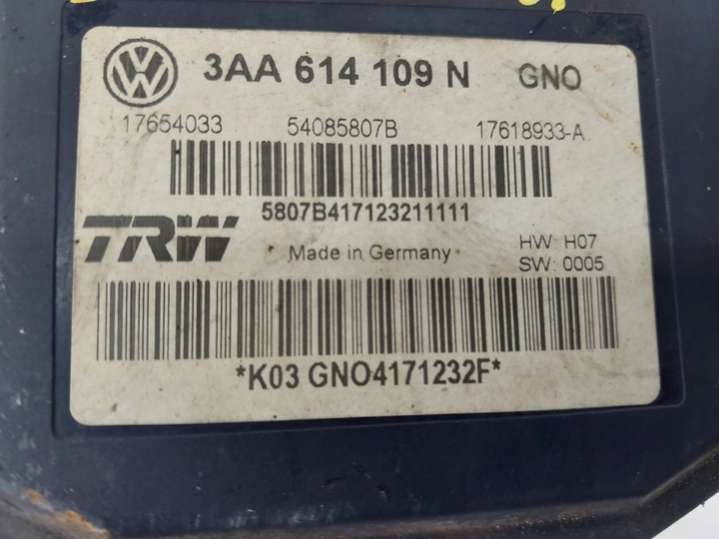 3AA 614 109 N GNO
17654033 54085807B 17618933-A
5807B417123211111
TRW Made in Germany HW: H07
SW: 0005
*K03 GNO4171232F*